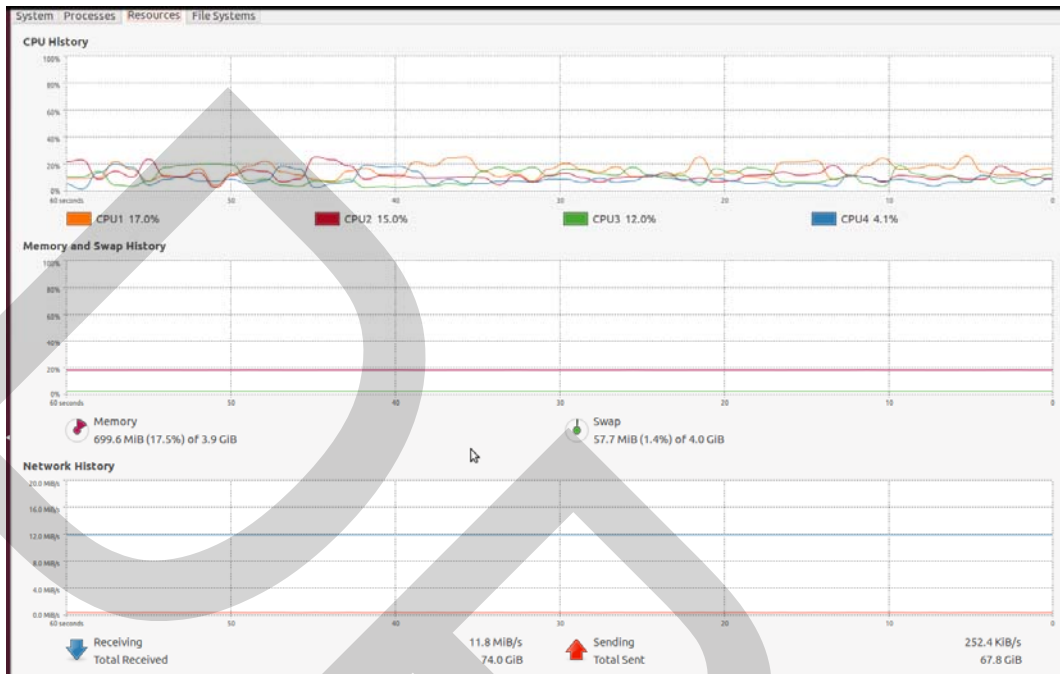 System Processes Resources File Systems
CPU History
100%
80%
60%
40%
20%
0%
60 seconds 50 40 30 20 10 0
CPU1 17.0% CPU2 15.0% CPU3 12.0% CPU4 4.1%
Memory and Swap History
100%
80%
60%
40%
20%
0%
60 seconds 50 40 30 20 10 0
Memory Swap
699.6 MiB (17.5%) of 3.9 GiB 57.7 MiB (1.4%) of 4.0 GiB
Network History
20.0 MiB/s
16.0 MiB/s
12.0 MiB/s
8.0 MiB/s
4.0 MiB/s
0.0 MiB/s
60 seconds 50 40 30 20 10 0
Receiving 11.8 MiB/s Sending 252.4 KiB/s
Total Received 74.0 GiB Total Sent 67.8 GiB